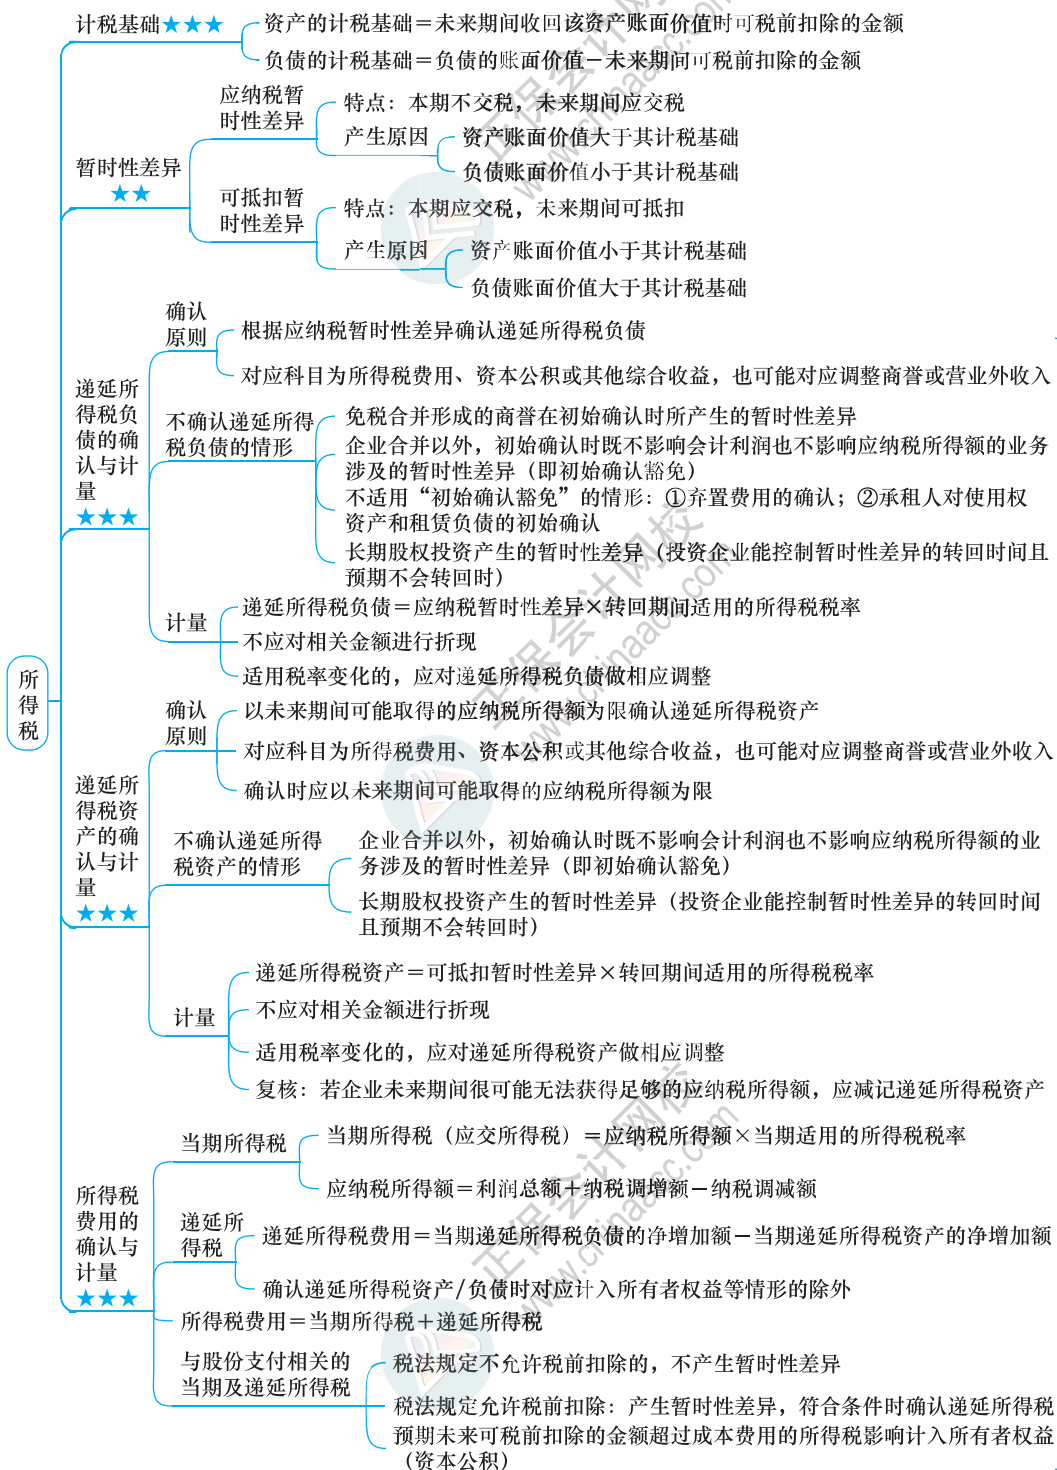 计税基础★★★
资产的计税基础＝未来期间收回该资产账面价值时可税前扣除的金额
负债的计税基础＝负债的账面价值－未来期间可税前扣除的金额
暂时性差异
★★
应纳税暂
时性差异
特点：本期不交税，未来期间应交税
产生原因
资产账面价值大于其计税基础
负债账面价值小于其计税基础
可抵扣暂
时性差异
特点：本期应交税，未来期间可抵扣
产生原因
资产账面价值小于其计税基础
负债账面价值大于其计税基础
递延所
得税负
债的确
认与计
量
★★★
确认
原则
根据应纳税暂时性差异确认递延所得税负债
对应科目为所得税费用、资本公积或其他综合收益，也可能对应调整商誉或营业外收入
不确认递延所得
税负债的情形
免税合并形成的商誉在初始确认时所产生的暂时性差异
企业合并以外，初始确认时既不影响会计利润也不影响应纳税所得额的业务
涉及的暂时性差异（即初始确认豁免）
不适用“初始确认豁免”的情形：①弃置费用的确认；②承租人对使用权
资产和租赁负债的初始确认
长期股权投资产生的暂时性差异（投资企业能控制暂时性差异的转回时间且
预期不会转回时）
计量
递延所得税负债＝应纳税暂时性差异×转回期间适用的所得税税率
不应对相关金额进行折现
适用税率变化的，应对递延所得税负债做相应调整
所
得
税
递延所
得税资
产的确
认与计
量
★★★
确认
原则
以未来期间可能取得的应纳税所得额为限确认递延所得税资产
对应科目为所得税费用、资本公积或其他综合收益，也可能对应调整商誉或营业外收入
确认时应以未来期间可能取得的应纳税所得额为限
不确认递延所得
税资产的情形
企业合并以外，初始确认时既不影响会计利润也不影响应纳税所得额的业
务涉及的暂时性差异（即初始确认豁免）
长期股权投资产生的暂时性差异（投资企业能控制暂时性差异的转回时间
且预期不会转回时）
计量
递延所得税资产＝可抵扣暂时性差异×转回期间适用的所得税税率
不应对相关金额进行折现
适用税率变化的，应对递延所得税资产做相应调整
复核：若企业未来期间很可能无法获得足够的应纳税所得额，应减记递延所得税资产
所得税
费用的
确认与
计量
★★★
当期所得税
当期所得税（应交所得税）＝应纳税所得额×当期适用的所得税税率
应纳税所得额＝利润总额＋纳税调增额－纳税调减额
递延所
得税
递延所得税费用＝当期递延所得税负债的净增加额－当期递延所得税资产的净增加额
确认递延所得税资产/负债时对应计入所有者权益等情形的除外
所得税费用＝当期所得税＋递延所得税
与股份支付相关的
当期及递延所得税
税法规定不允许税前扣除的，不产生暂时性差异
税法规定允许税前扣除：产生暂时性差异，符合条件时确认递延所得税
预期未来可税前扣除的金额超过成本费用的所得税影响计入所有者权益
（资本公积）
正保会计网校
www.chinaacc.com
正保会计网校
www.chinaacc.com
正保会计网校
www.chinaacc.com